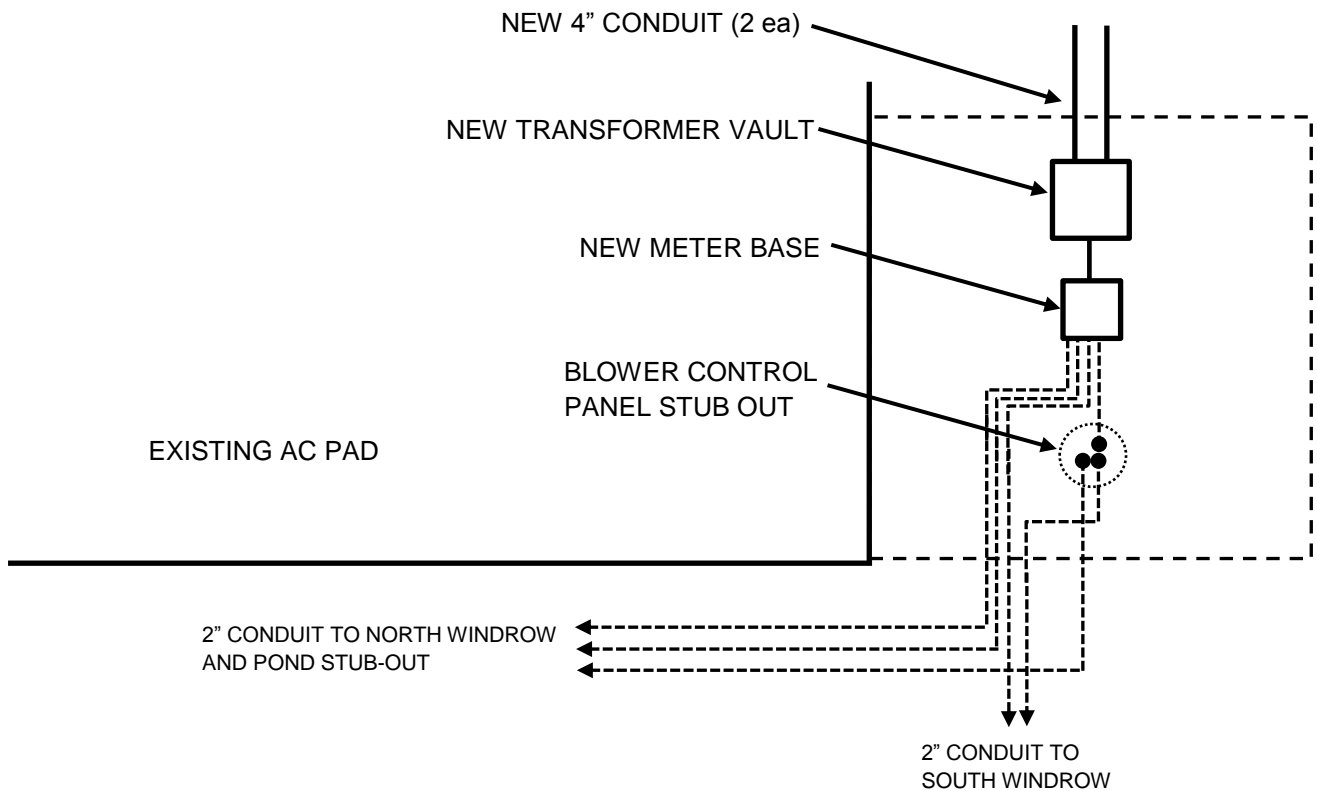 NEW 4” CONDUIT (2 ea)
NEW TRANSFORMER VAULT
NEW METER BASE
BLOWER CONTROL
PANEL STUB OUT
EXISTING AC PAD
2” CONDUIT TO NORTH WINDROW
AND POND STUB-OUT
2” CONDUIT TO
SOUTH WINDROW